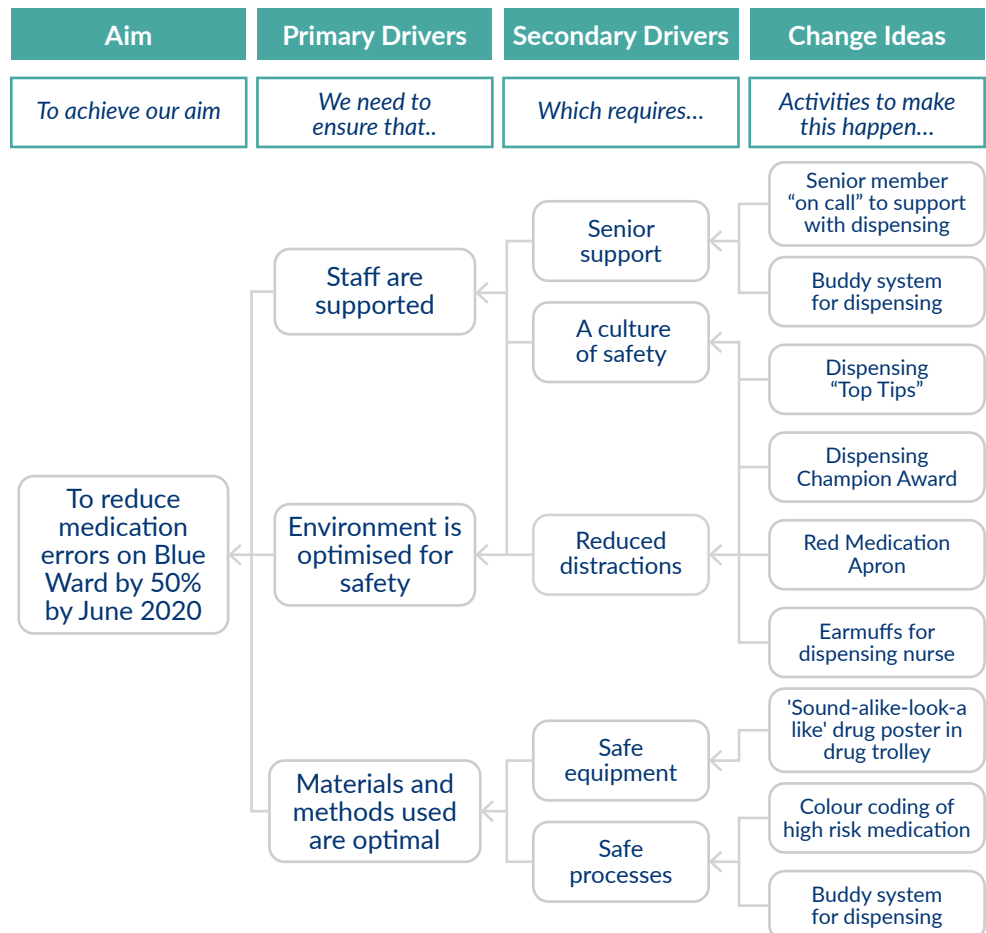 Aim
Primary Drivers
Secondary Drivers
Change Ideas
To achieve our aim
We need to
ensure that..
Which requires...
Activities to make
this happen...
To reduce
medication
errors on Blue
Ward by 50%
by June 2020
Staff are
supported
Environment is
optimised for
safety
Materials and
methods used
are optimal
Senior
support
A culture
of safety
Reduced
distractions
Safe
equipment
Safe
processes
Senior member
“on call” to support
with dispensing
Buddy system
for dispensing
Dispensing
“Top Tips”
Dispensing
Champion Award
Red Medication
Apron
Earmuffs for
dispensing nurse
'Sound-alike-look-a
like' drug poster in
drug trolley
Colour coding of
high risk medication
Buddy system
for dispensing